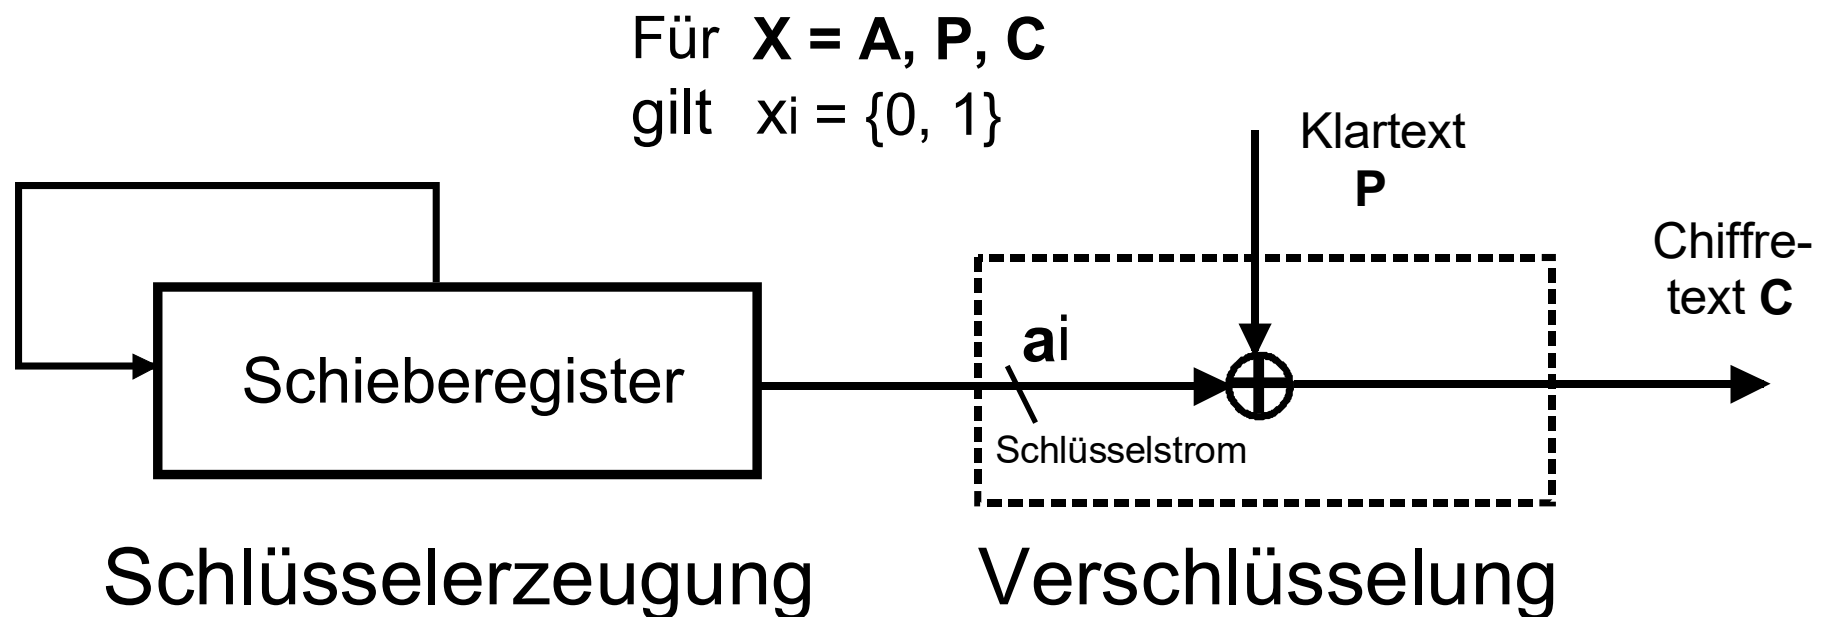 Für X = A, P, C
gilt xi = {0, 1}
Klartext
P
Chiffre-
text C
ai
Schieberegister
Schlüsselstrom
Schlüsselerzeugung
Verschlüsselung